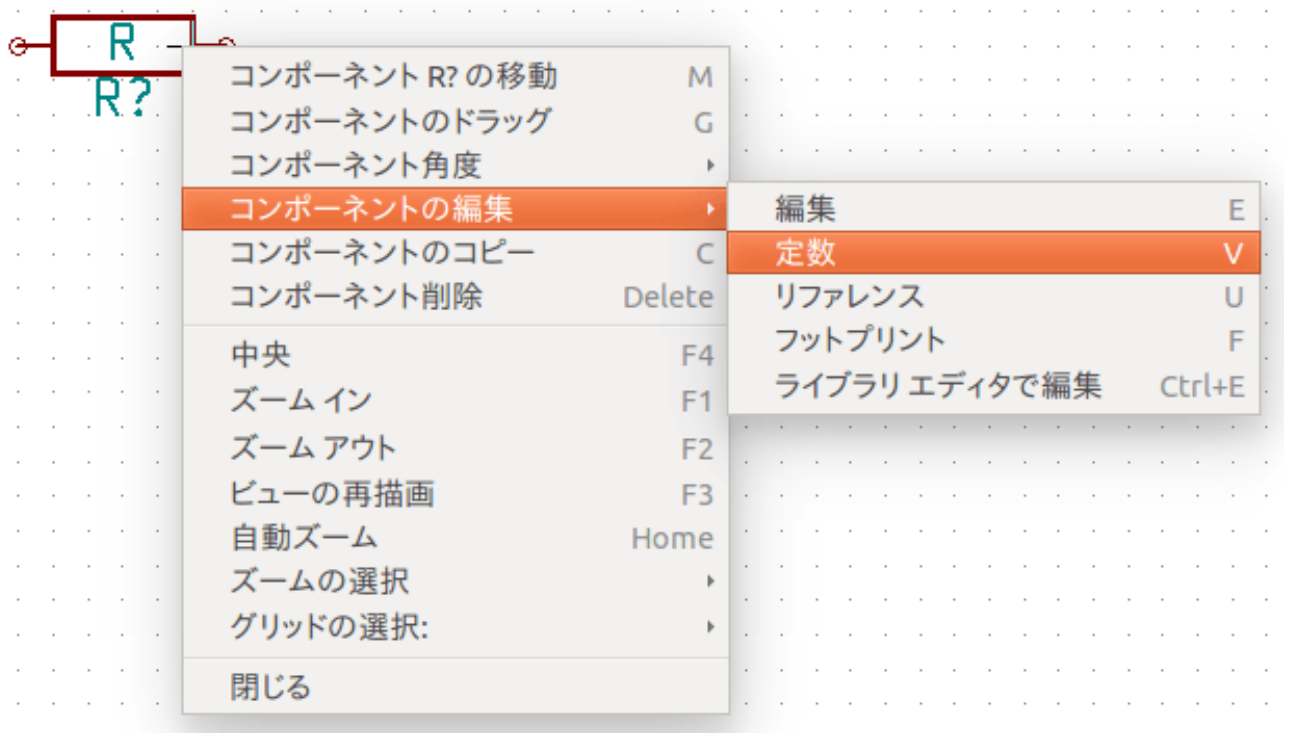 R
R?
コンポーネント R? の移動 M
コンポーネントのドラッグ G
コンポーネント角度
コンポーネントの編集
コンポーネントのコピー C
コンポーネント削除 Delete
中央 F4
ズーム イン F1
ズーム アウト F2
ビューの再描画 F3
自動ズーム Home
ズームの選択
グリッドの選択:
閉じる
編集 E
定数 V
リファレンス U
フットプリント F
ライブラリ エディタで編集 Ctrl+E